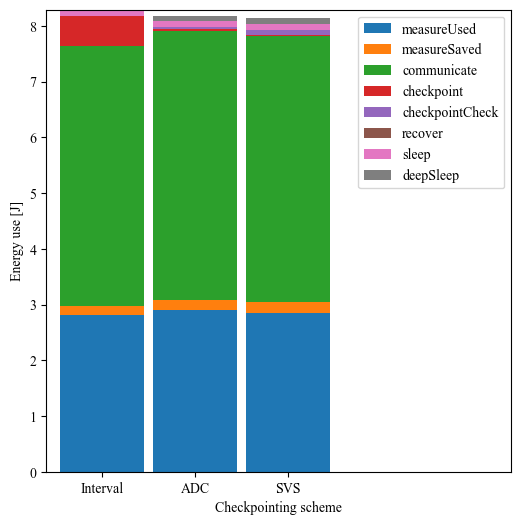 8
7
6
5
4
3
2
1
0
Energy use [J]
Interval
ADC
SVS
Checkpointing scheme
measureUsed
measureSaved
communicate
checkpoint
checkpointCheck
recover
sleep
deepSleep